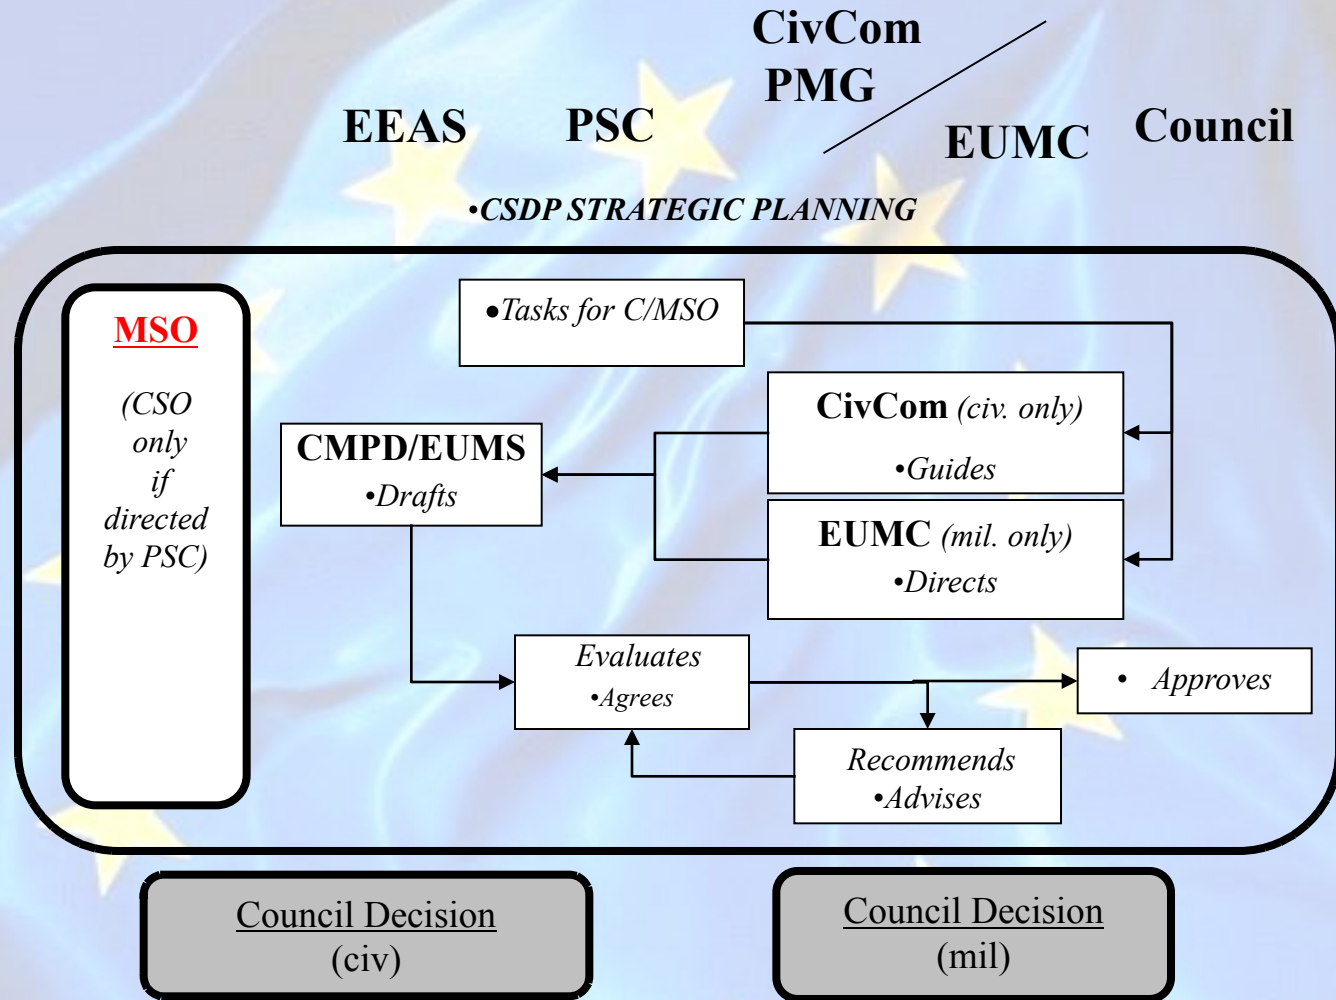 CivCom
PMG
EEAS
PSC
EUMC
Council
•CSDP STRATEGIC PLANNING
MSO
(CSO
only
if
directed
by PSC)
•Tasks for C/MSO
CivCom (civ. only)
•Guides
CMPD/EUMS
•Drafts
EUMC (mil. only)
•Directs
Evaluates
•Agrees
• Approves
Recommends
•Advises
Council Decision
(civ)
Council Decision
(mil)